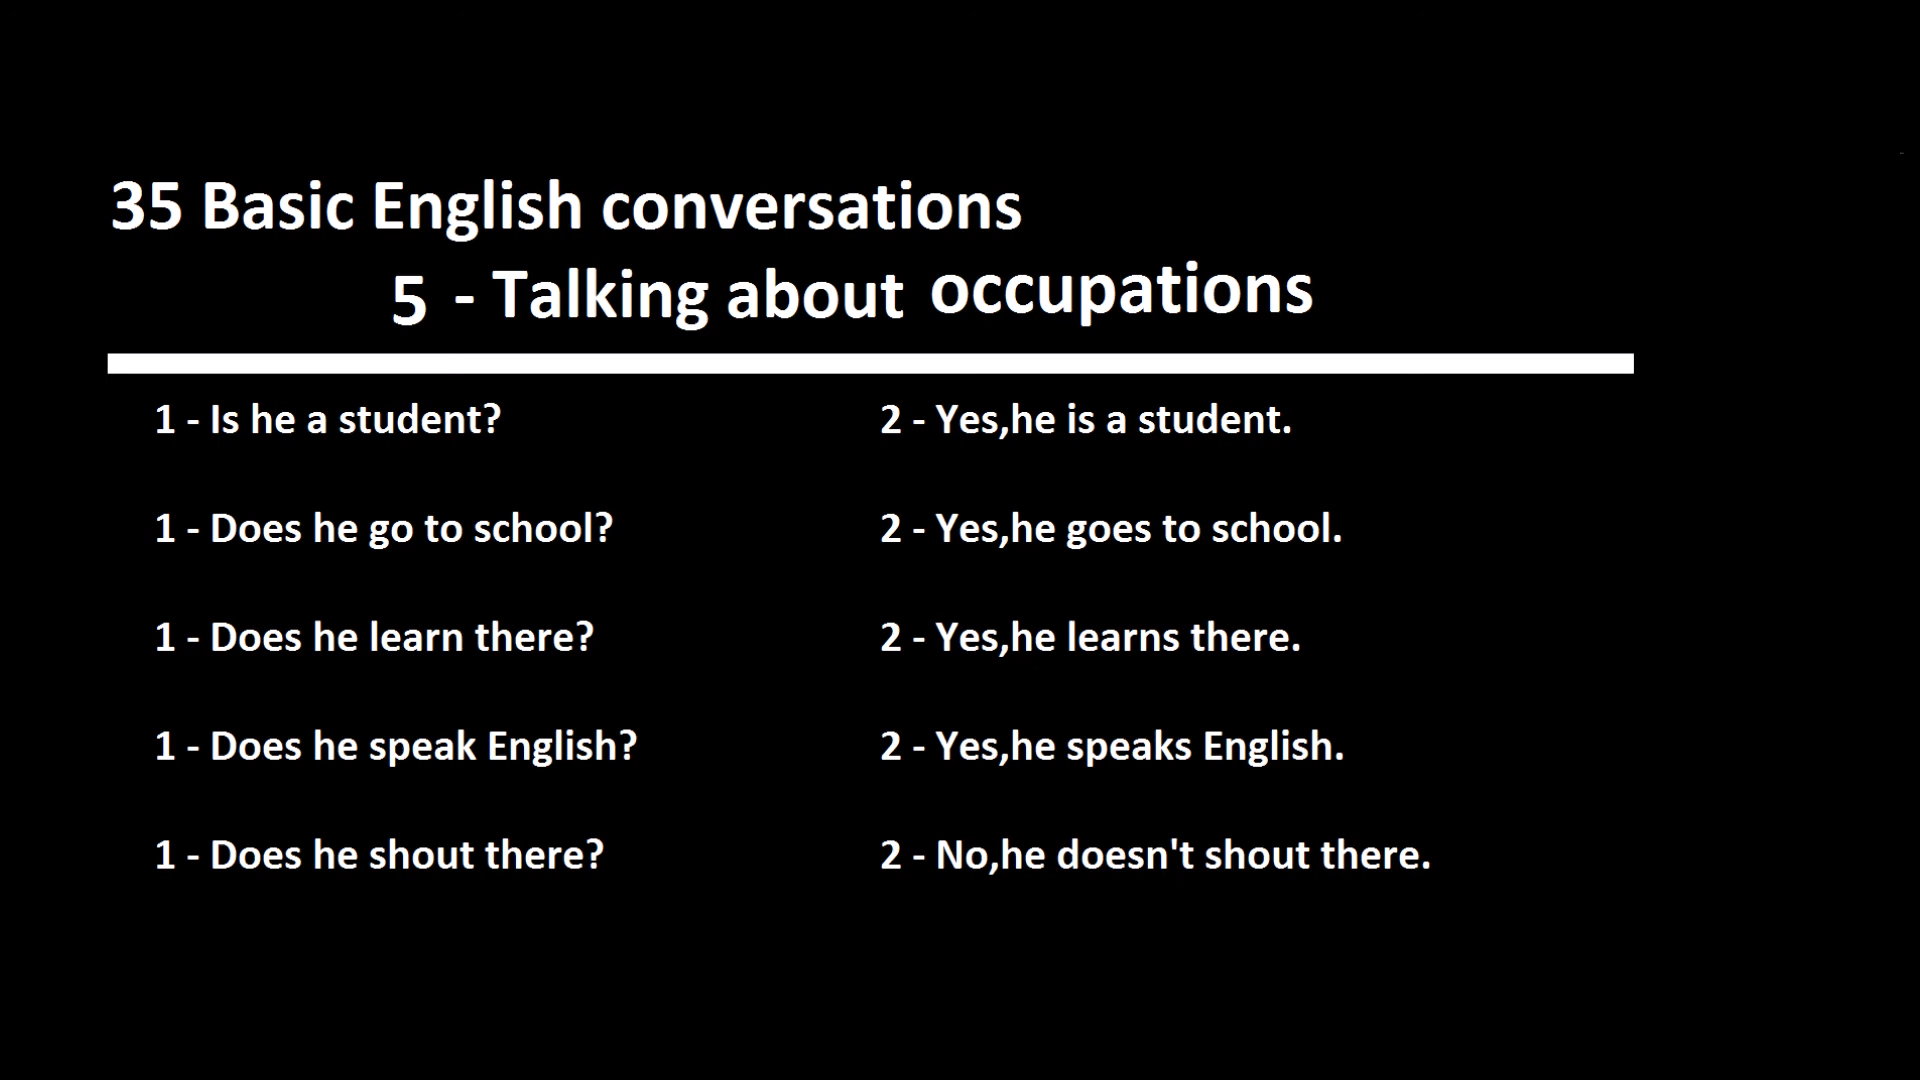 35 Basic English conversations
5 - Talking about occupations
1 - Is he a student?
2 - Yes,he is a student.
1 - Does he go to school?
2 - Yes,he goes to school.
1 - Does he learn there?
2 - Yes,he learns there.
1 - Does he speak English?
2 - Yes,he speaks English.
1 - Does he shout there?
2 - No,he doesn't shout there.